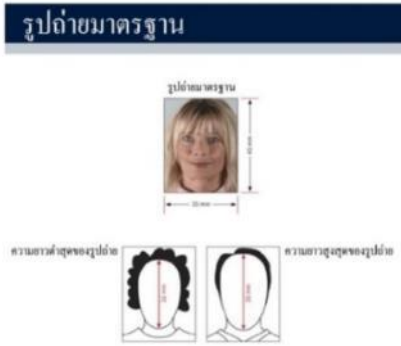 รูปถ่ายมาตรฐาน
รูปถ่ายมาตรฐาน
45 mm
35 mm
ความยาวต่ำสุดของรูปถ่าย
ความยาวสูงสุดของรูปถ่าย